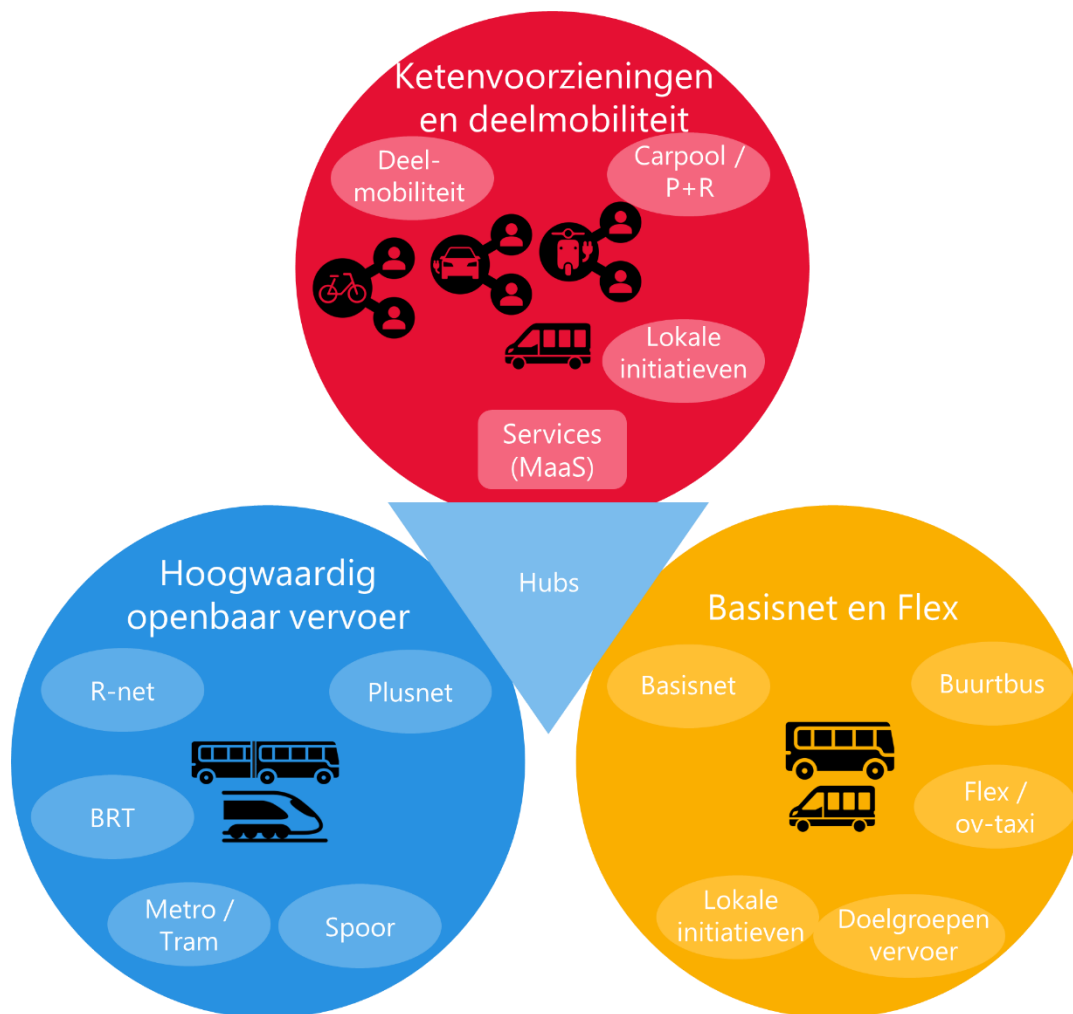 Ketenvoorzieningen
en deelmobiliteit
Deel-
mobiliteit
Carpool /
P+R
Lokale
initiatieven
Services
(MaaS)
Hubs
Hoogwaardig
openbaar vervoer
R-net
Plusnet
BRT
Metro /
Tram
Spoor
Basisnet en Flex
Basisnet
Buurtbus
Flex /
ov-taxi
Lokale
initiatieven
Doelgroepen
vervoer